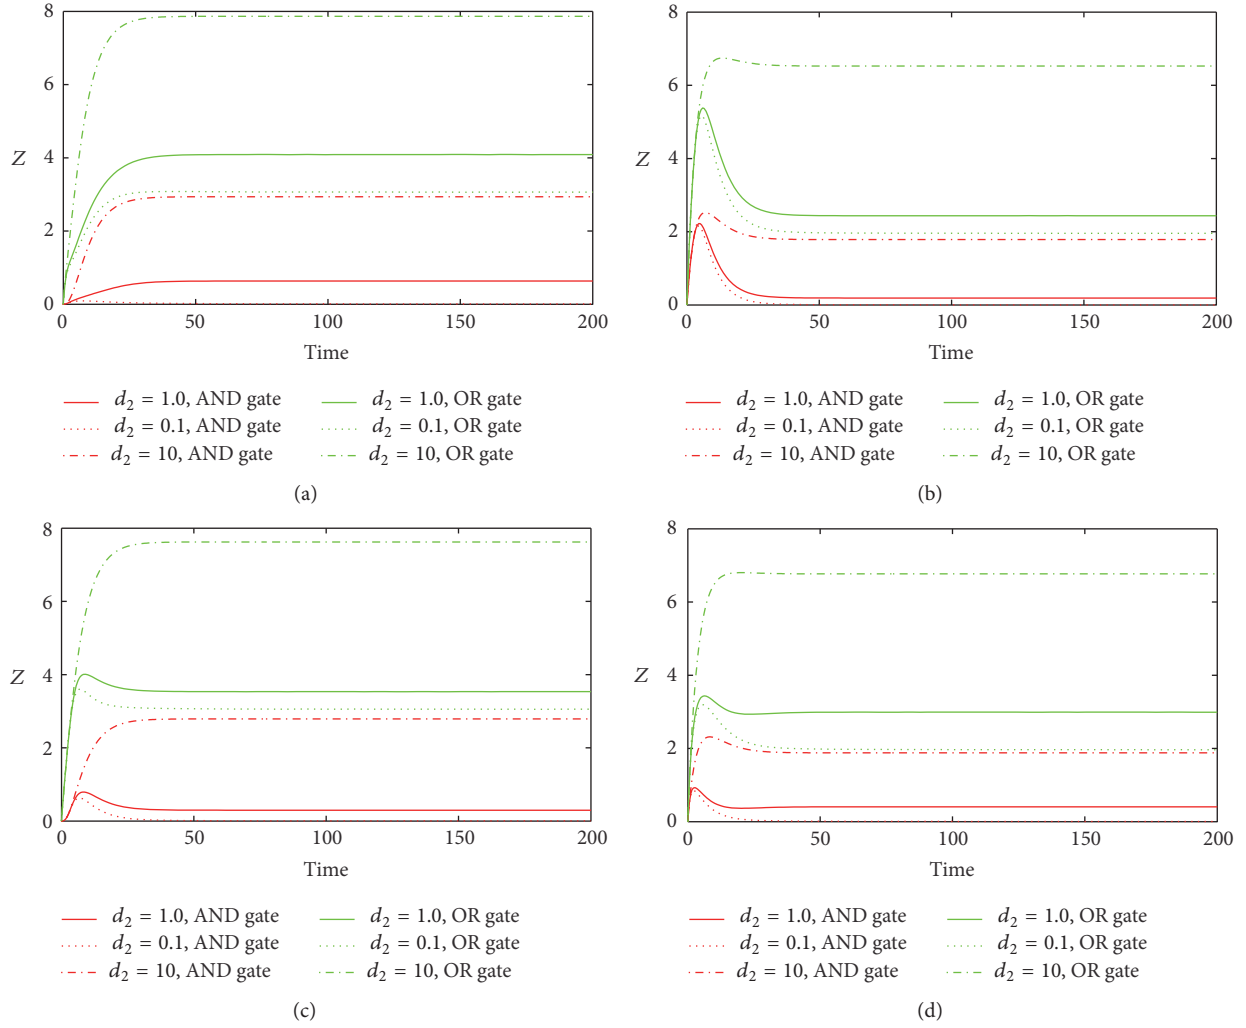 8
6
4
Z
2
0
0 50 100 150 200
Time
d₂ = 1.0, AND gate d₂ = 1.0, OR gate
d₂ = 0.1, AND gate d₂ = 0.1, OR gate
d₂ = 10, AND gate d₂ = 10, OR gate
(a)
8
6
4
Z
2
0
0 50 100 150 200
Time
d₂ = 1.0, AND gate d₂ = 1.0, OR gate
d₂ = 0.1, AND gate d₂ = 0.1, OR gate
d₂ = 10, AND gate d₂ = 10, OR gate
(b)
8
6
4
Z
2
0
0 50 100 150 200
Time
d₂ = 1.0, AND gate d₂ = 1.0, OR gate
d₂ = 0.1, AND gate d₂ = 0.1, OR gate
d₂ = 10, AND gate d₂ = 10, OR gate
(c)
8
6
4
Z
2
0
0 50 100 150 200
Time
d₂ = 1.0, AND gate d₂ = 1.0, OR gate
d₂ = 0.1, AND gate d₂ = 0.1, OR gate
d₂ = 10, AND gate d₂ = 10, OR gate
(d)